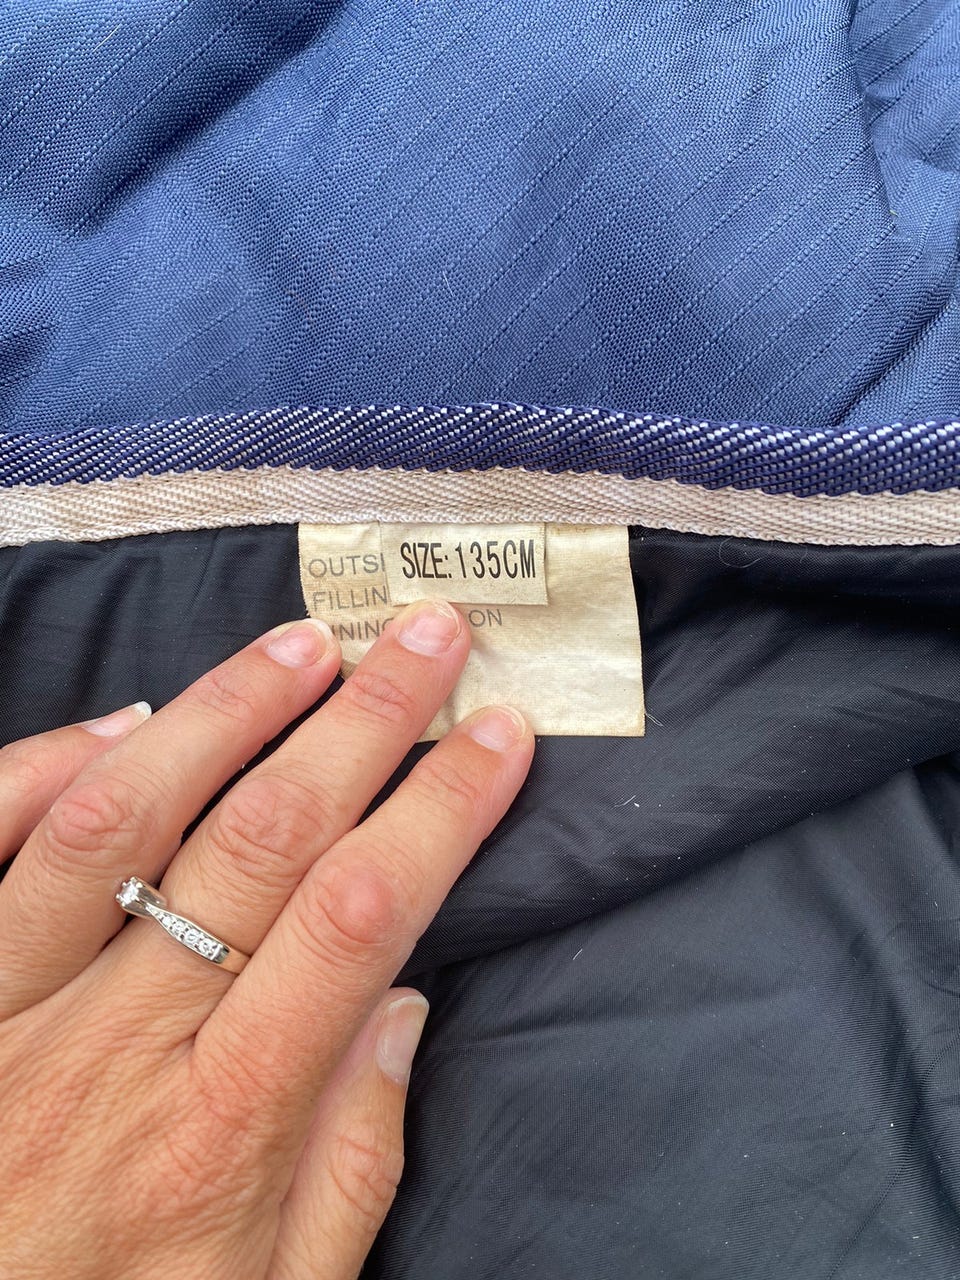 SIZE: 135CM
OUTSI
FILLIN
ON